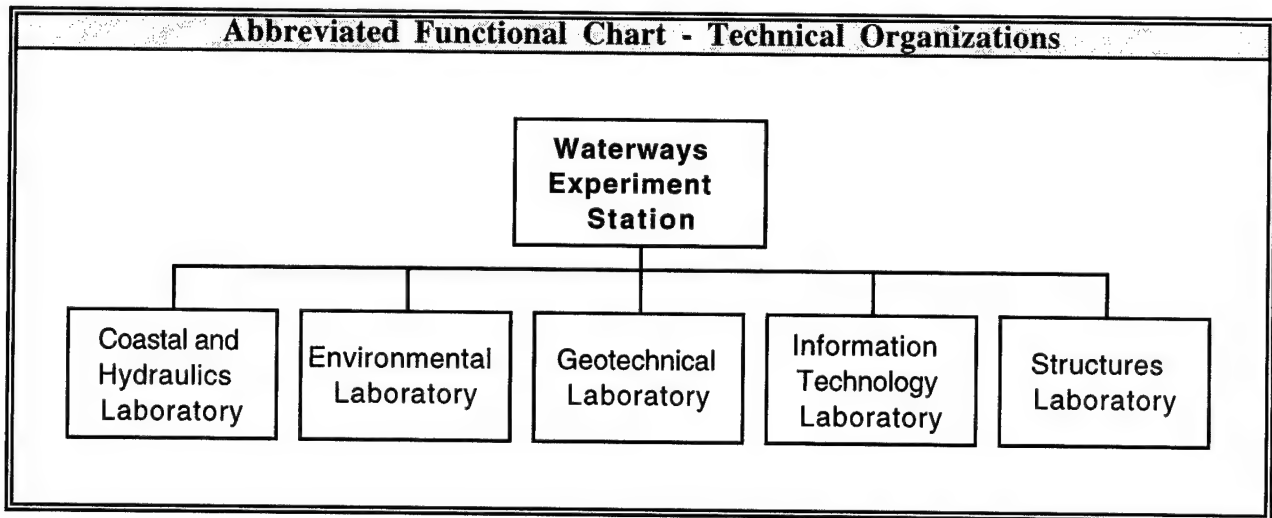 Abbreviated Functional Chart - Technical Organizations
Waterways
Experiment
Station
Coastal and
Hydraulics
Laboratory
Environmental
Laboratory
Geotechnical
Laboratory
Information
Technology
Laboratory
Structures
Laboratory